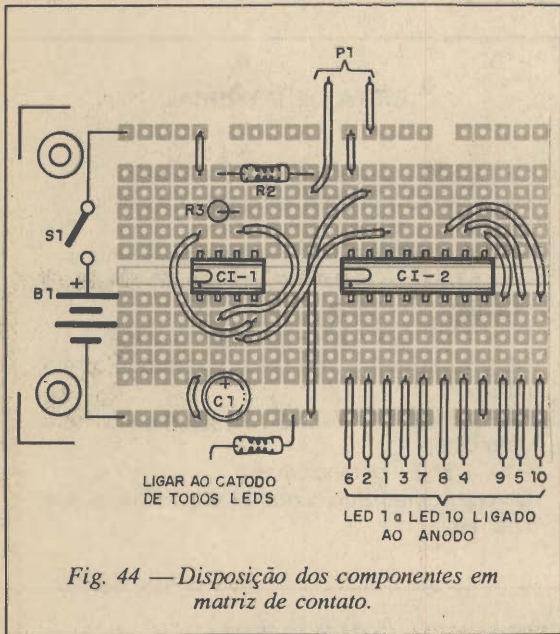 P1
R2
R3
S1
CI-1
CI-2
+
B1
+
C1
LIGAR AO CATODO
DE TODOS LEDS
6 2 1 3 7 8 4 9 5 10
LED 1 a LED 10 LIGADO
AO ANODO
Fig. 44 — Disposição dos componentes em
matriz de contato.